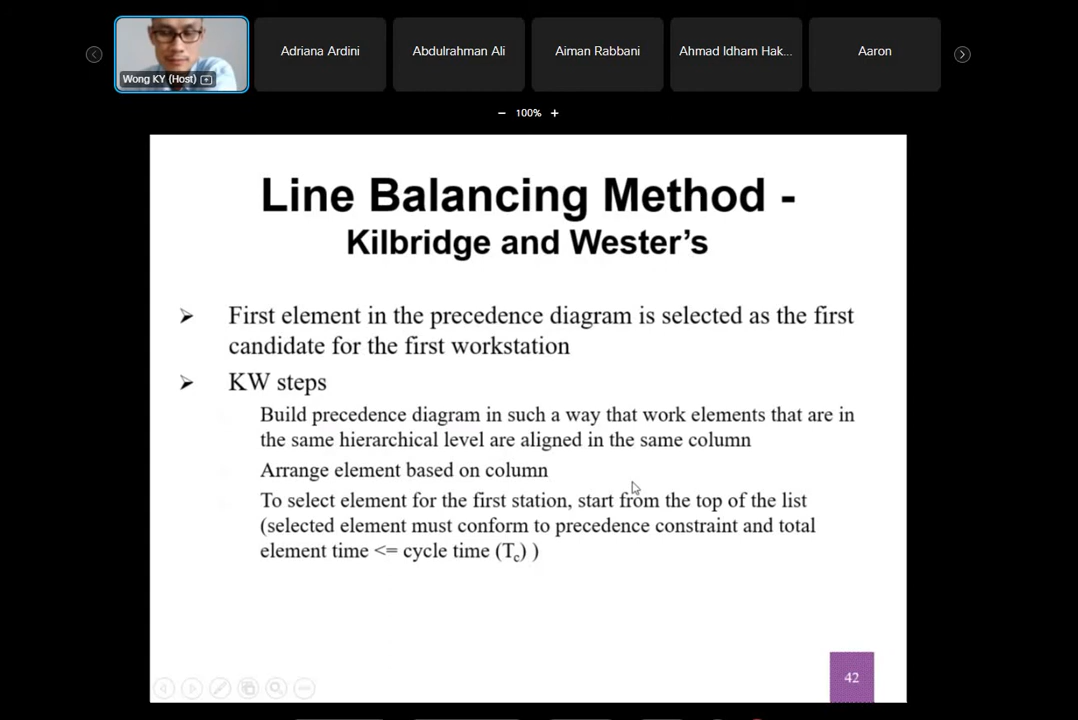 Wong KY (Host)
Adriana Ardini
Abdulrahman Ali
Aiman Rabbani
Ahmad Idham Hak...
Aaron
100%
Line Balancing Method -
Kilbridge and Wester's
First element in the precedence diagram is selected as the first
candidate for the first workstation
KW steps
Build precedence diagram in such a way that work elements that are in
the same hierarchical level are aligned in the same column
Arrange element based on column
To select element for the first station, start from the top of the list
(selected element must conform to precedence constraint and total
element time <= cycle time (Tc) )
42